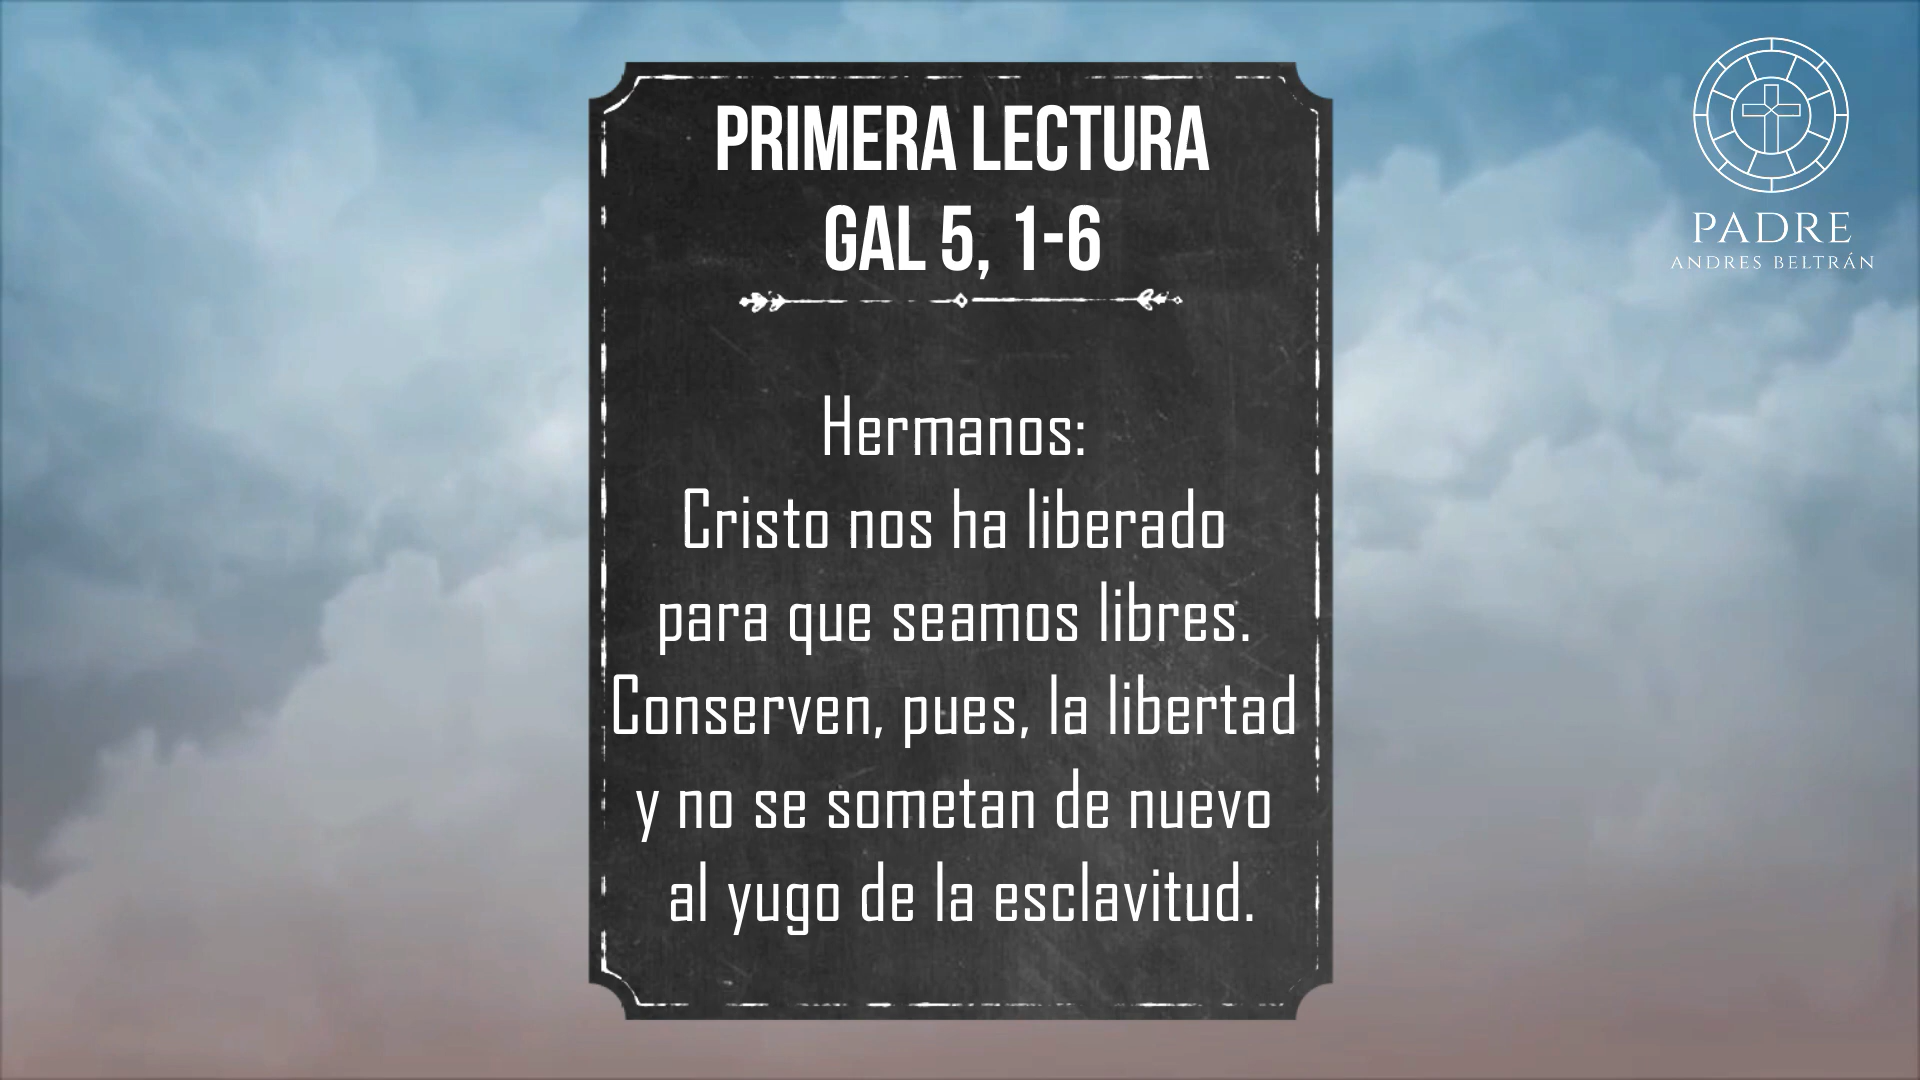 PRIMERA LECTURA
GAL 5, 1-6
Hermanos:
Cristo nos ha liberado
para que seamos libres.
Conserven, pues, la libertad
y no se sometan de nuevo
al yugo de la esclavitud.
PADRE
ANDRES BELTRÁN